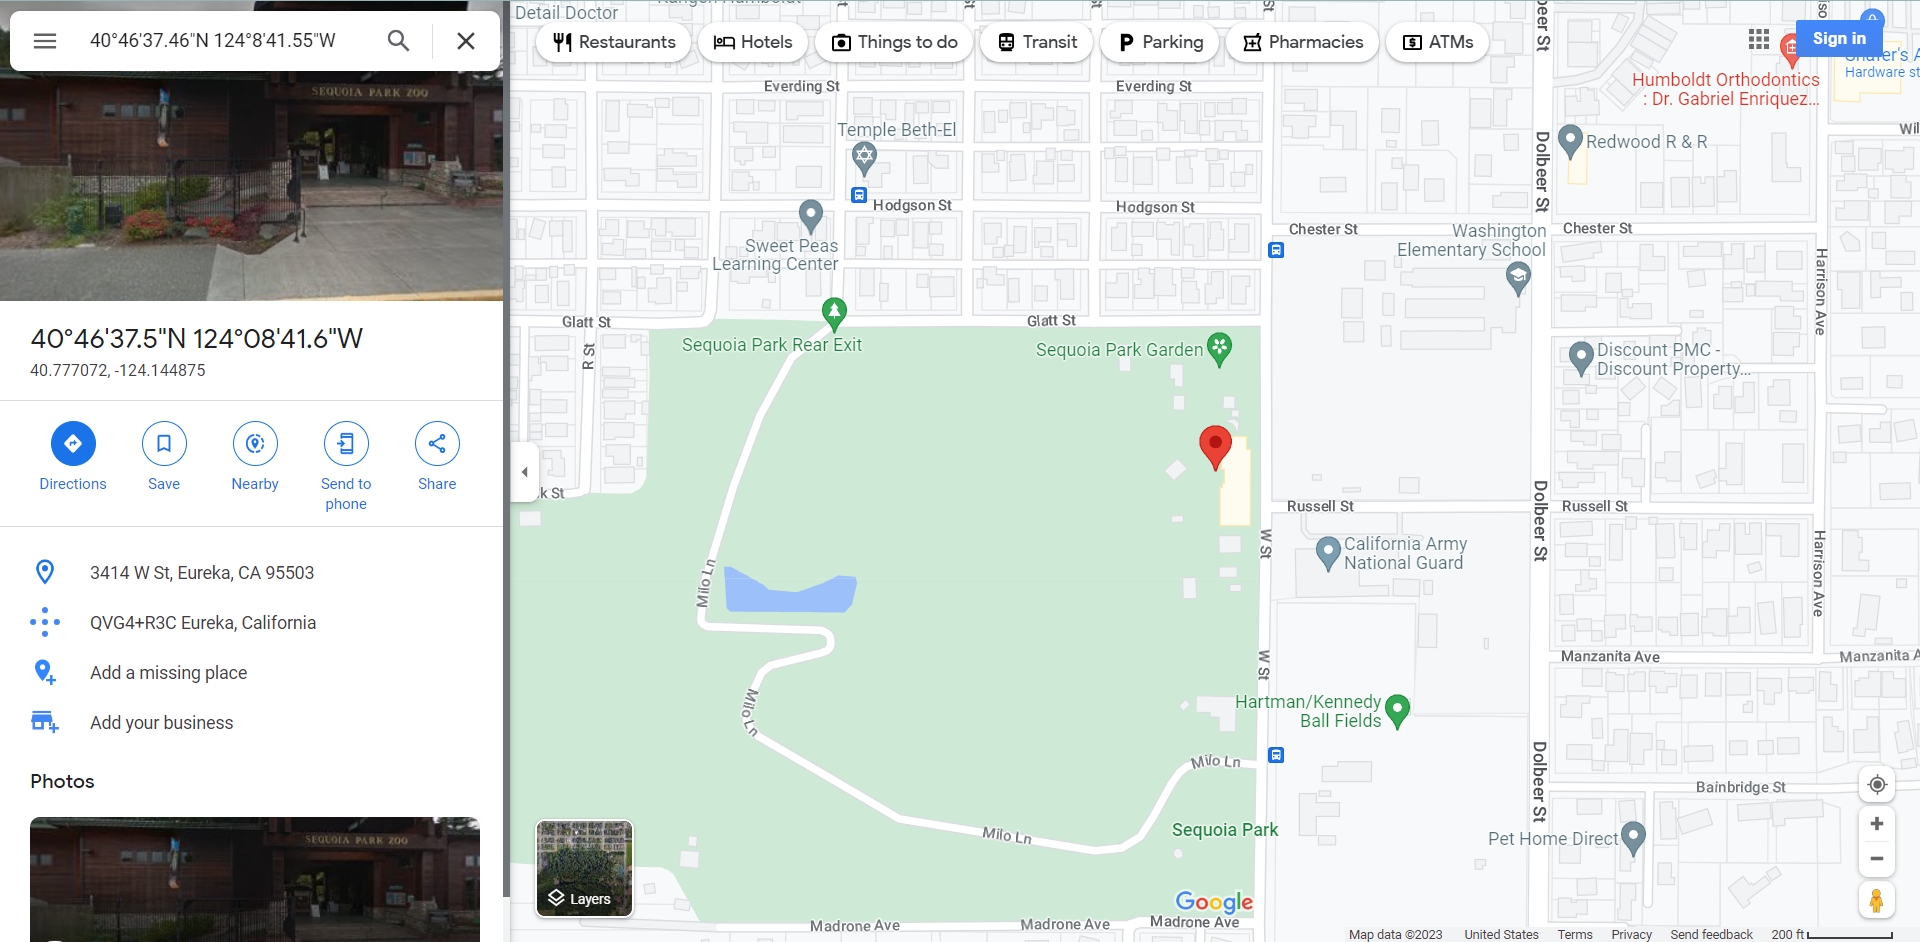 40°46'37.46"N 124°8'41.55"W
SEQUOIA PARK ZOO
40°46'37.5"N 124°08'41.6"W
40.777072, -124.144875
Directions
Save
Nearby
Send to
phone
Share
3414 W St, Eureka, CA 95503
QVG4+R3C Eureka, California
Add a missing place
Add your business
Photos
SEQUOIA PARK ZOO
Detail Doctor
Restaurants
Hotels
Things to do
Transit
Parking
Pharmacies
ATMs
Sign in
Dolbeer St
Humboldt Orthodontics
: Dr. Gabriel Enriquez...
Hardware st
Everding St
Everding St
Temple Beth-El
Redwood R & R
Wil
Dolbeer St
Hodgson St
Hodgson St
Sweet Peas
Learning Center
Chester St
Chester St
Washington
Elementary School
Harrison Ave
Glatt St
Glatt St
R St
Sequoia Park Rear Exit
Sequoia Park Garden
Discount PMC -
Discount Property...
k St
Russell St
Russell St
Dolbeer St
W St
California Army
National Guard
Harrison Ave
Milo Ln
W St
Manzanita Ave
Manzanita A
Milo Ln
Hartman/Kennedy
Ball Fields
Milo Ln
Dolbeer St
Bainbridge St
Milo Ln
Sequoia Park
Pet Home Direct
Layers
Google
Madrone Ave
Madrone Ave
Madrone Ave
Map data ©2023
United States
Terms
Privacy
Send feedback
200 ft